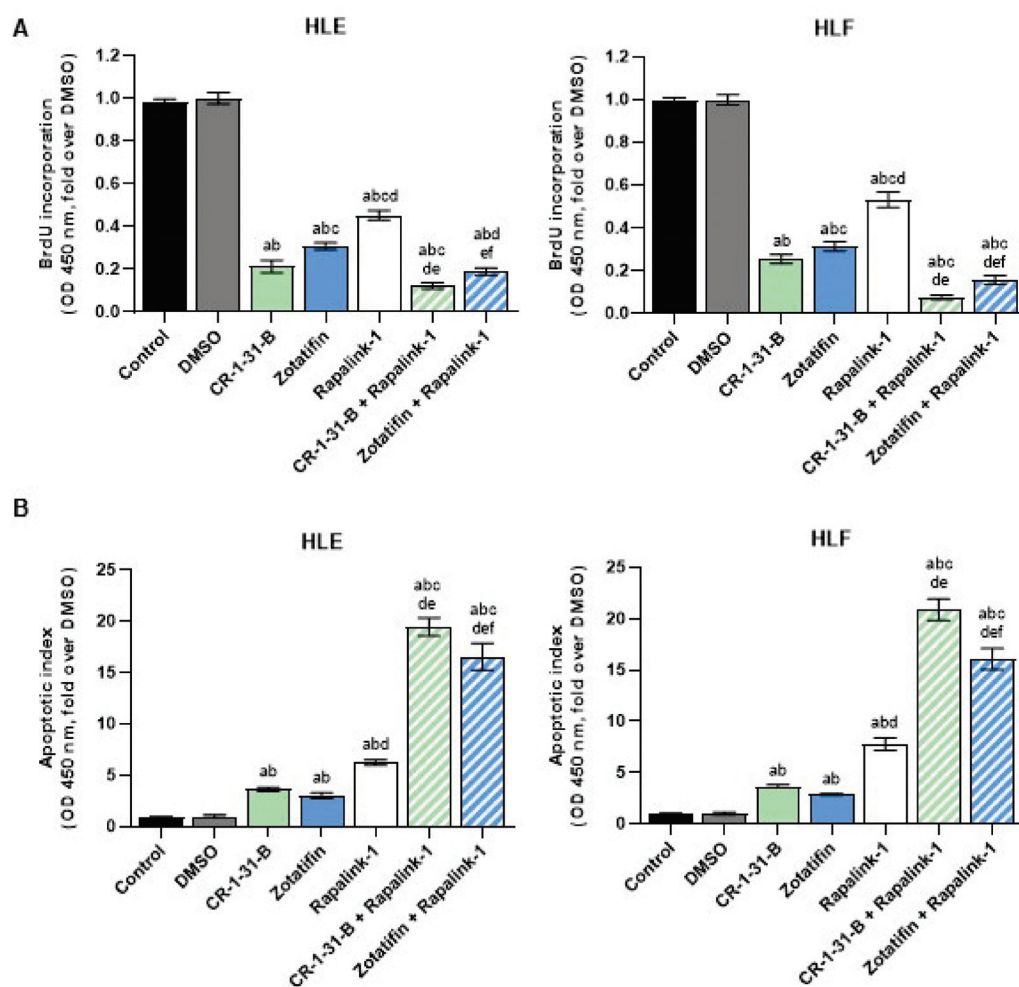 A
HLE
BrdU incorporation
(OD 450 nm, fold over DMSO)
1.2
1.0
0.8
0.6
0.4
0.2
0.0
ab
abc
abcd
abc
de
abd
ef
Control
DMSO
CR-1-31-B
Zotatifin
Rapalink-1
CR-1-31-B + Rapalink-1
Zotatifin + Rapalink-1
HLF
BrdU incorporation
(OD 450 nm, fold over DMSO)
1.2
1.0
0.8
0.6
0.4
0.2
0.0
ab
abc
abcd
abc
de
abc
def
Control
DMSO
CR-1-31-B
Zotatifin
Rapalink-1
CR-1-31-B + Rapalink-1
Zotatifin + Rapalink-1
B
HLE
Apoptotic index
(OD 450 nm, fold over DMSO)
25
20
15
10
5
0
ab
ab
abd
abc
de
abc
def
Control
DMSO
CR-1-31-B
Zotatifin
Rapalink-1
CR-1-31-B + Rapalink-1
Zotatifin + Rapalink-1
HLF
Apoptotic index
(OD 450 nm, fold over DMSO)
25
20
15
10
5
0
ab
ab
abd
abc
de
abc
def
Control
DMSO
CR-1-31-B
Zotatifin
Rapalink-1
CR-1-31-B + Rapalink-1
Zotatifin + Rapalink-1